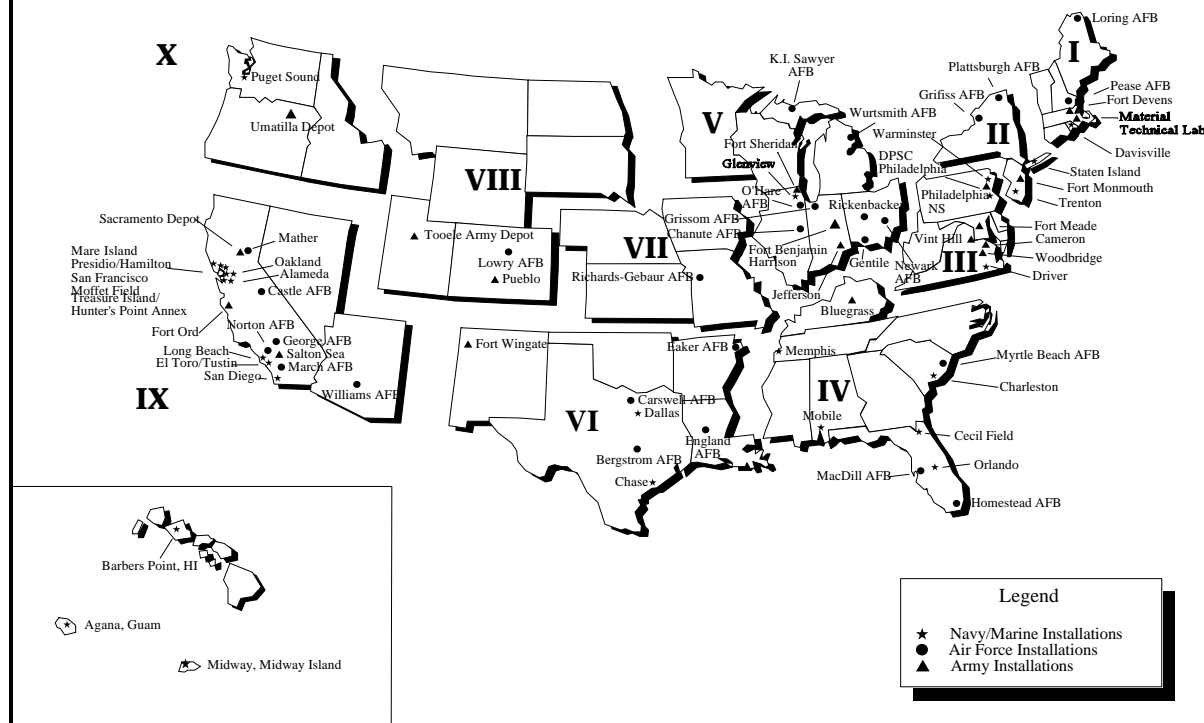 X
Puget Sound
Umatilla Depot
VIII
Tooele Army Depot
Lowry AFB
Pueblo
Sacramento Depot
Mather
Mare Island
Presidio/Hamilton
San Francisco
Moffet Field
Treasure Island/
Hunter's Point Annex
Oakland
Alameda
Castle AFB
Fort Ord
Norton AFB
George AFB
Long Beach
Salton Sea
El Toro/Tustin
March AFB
San Diego
Williams AFB
IX
V
K.I. Sawyer
AFB
Wurtsmith AFB
Fort Sheridan
Glenview
O'Hare
AFB
Grissom AFB
Chanute AFB
Rickenbacker
Fort Benjamin
Harrison
Gentile
Newark
AFB
Jefferson
VII
Richards-Gebaur AFB
I
Loring AFB
Pease AFB
Fort Devens
Material
Technical Lab
Davisville
II
Plattsburgh AFB
Grifiss AFB
Staten Island
Fort Monmouth
Trenton
Warminster
DPSC
Philadelphia
Philadelphia
NS
III
Vint Hill
Fort Meade
Cameron
Woodbridge
Driver
Bluegrass
Memphis
IV
Myrtle Beach AFB
Charleston
Mobile
Cecil Field
Orlando
MacDill AFB
Homestead AFB
VI
Fort Wingate
Eaker AFB
Carswell AFB
Dallas
England
AFB
Bergstrom AFB
Chase
Barbers Point, HI
Agana, Guam
Midway, Midway Island
Legend
Navy/Marine Installations
Air Force Installations
Army Installations